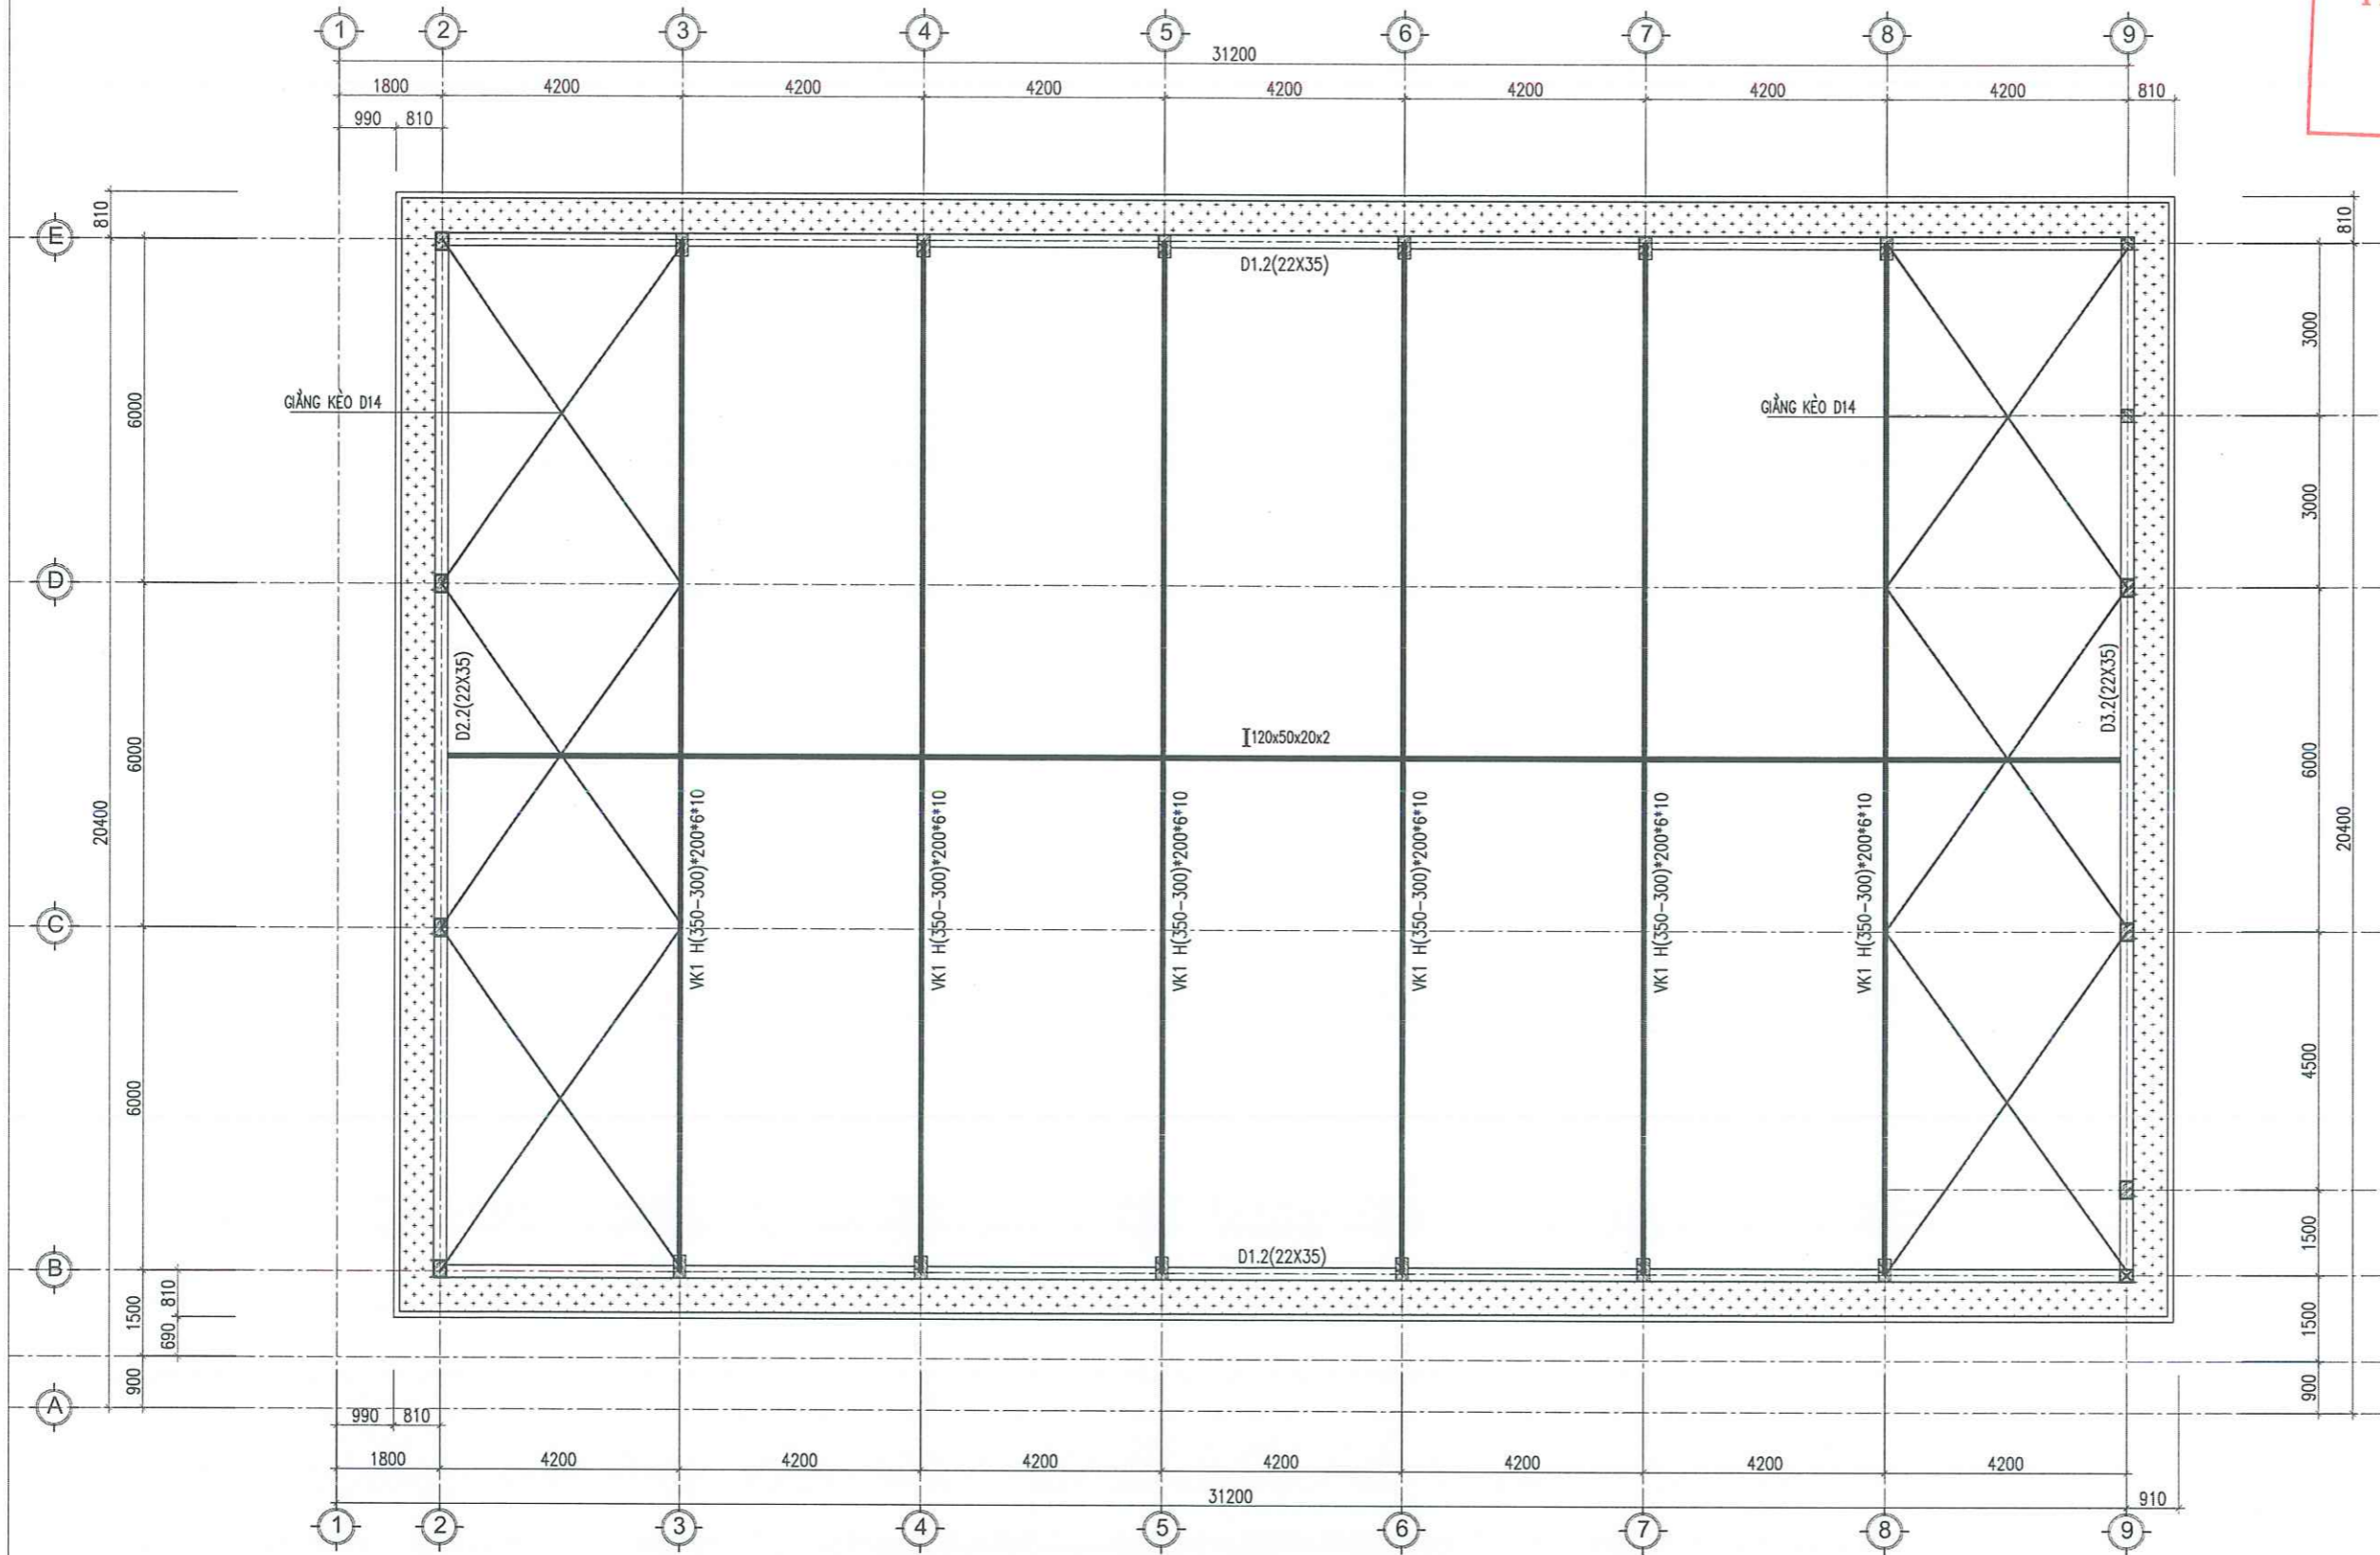 1 2 3 4 5 6 7 8 9
31200
1800 4200 4200 4200 4200 4200 4200 4200 810
990 810
810
E
810
D1.2(22X35)
3000
6000
GIẰNG KÈO D14
GIẰNG KÈO D14
3000
D
D2.2(22X35)
D3.2(22X35)
6000
I120x50x20x2
6000
20400
20400
VK1 H(350-300)*200*6*10
VK1 H(350-300)*200*6*10
VK1 H(350-300)*200*6*10
VK1 H(350-300)*200*6*10
VK1 H(350-300)*200*6*10
VK1 H(350-300)*200*6*10
C
4500
6000
1500
D1.2(22X35)
B
1500
810
690
1500
900
900
A
990 810
1800 4200 4200 4200 4200 4200 4200 4200
31200
910
1 2 3 4 5 6 7 8 9